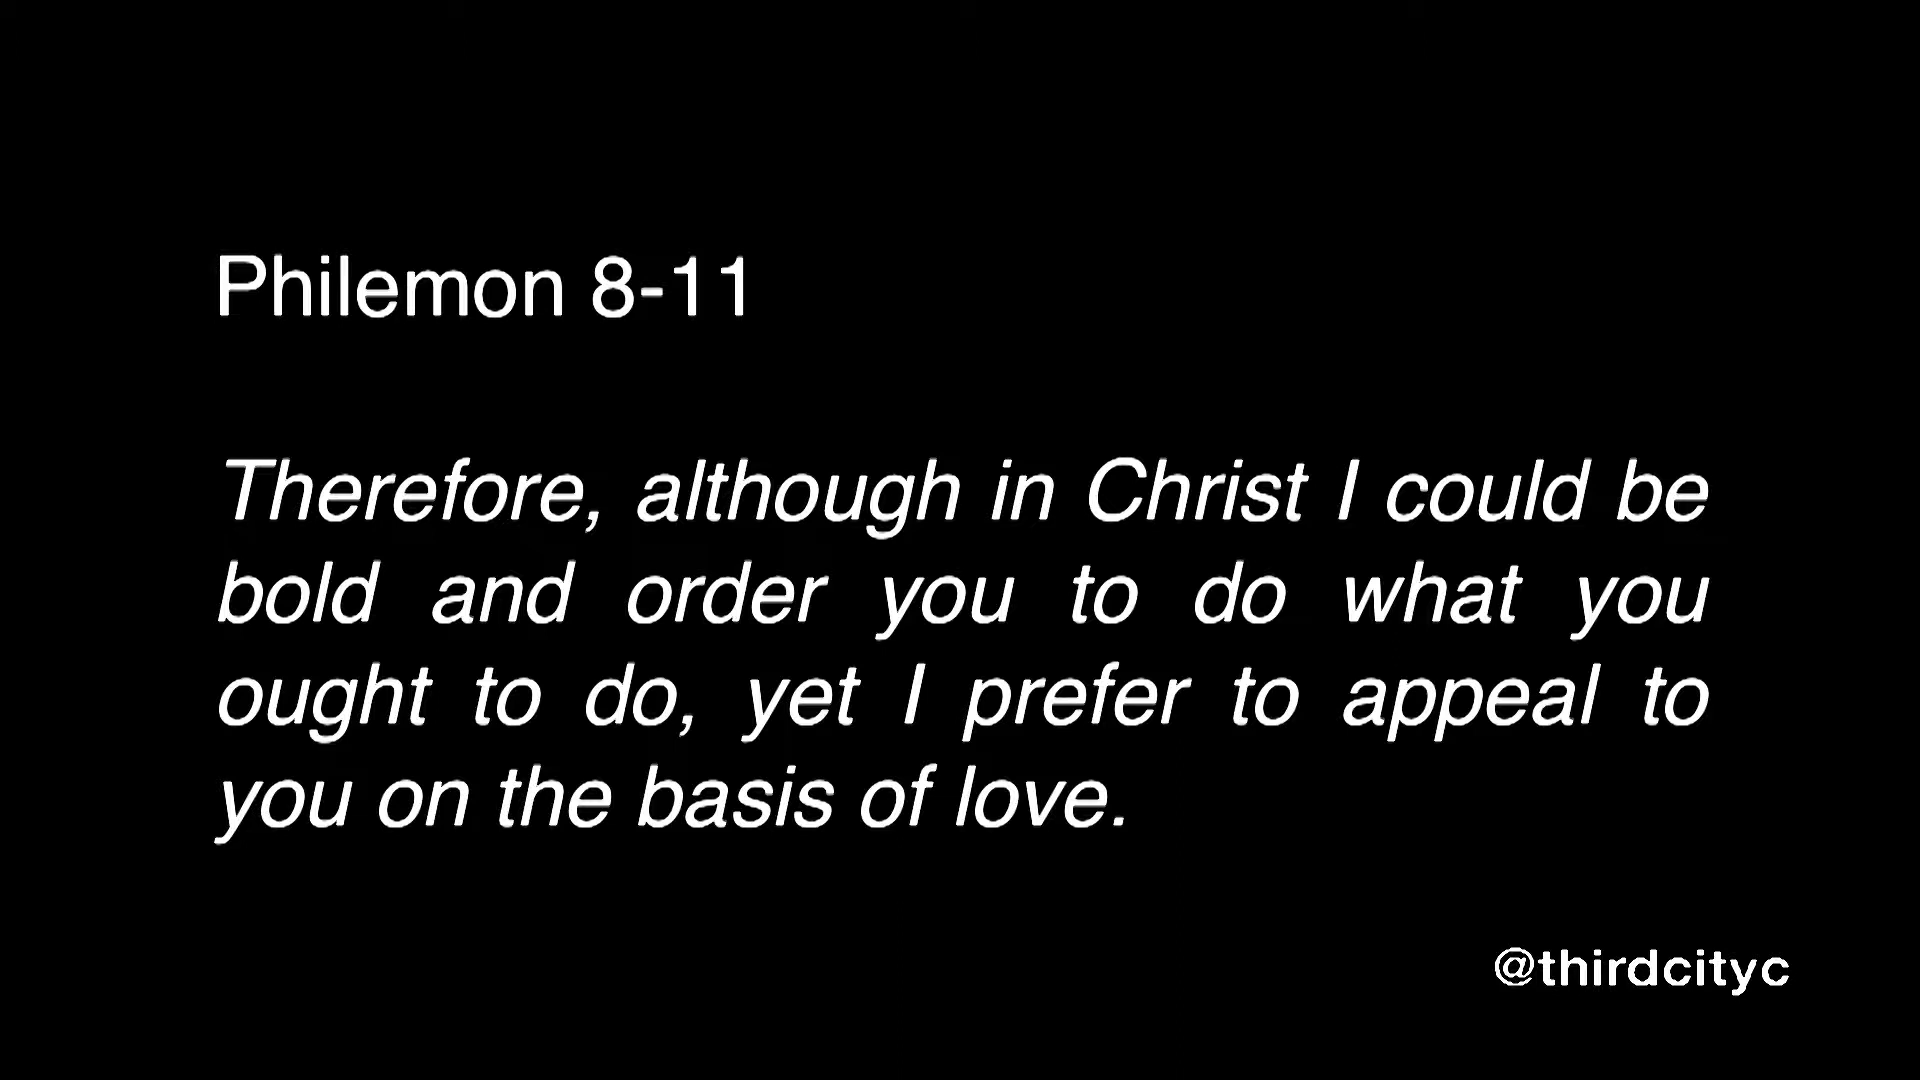 Philemon 8-11
Therefore, although in Christ I could be
bold and order you to do what you
ought to do, yet I prefer to appeal to
you on the basis of love.
@thirdcityc